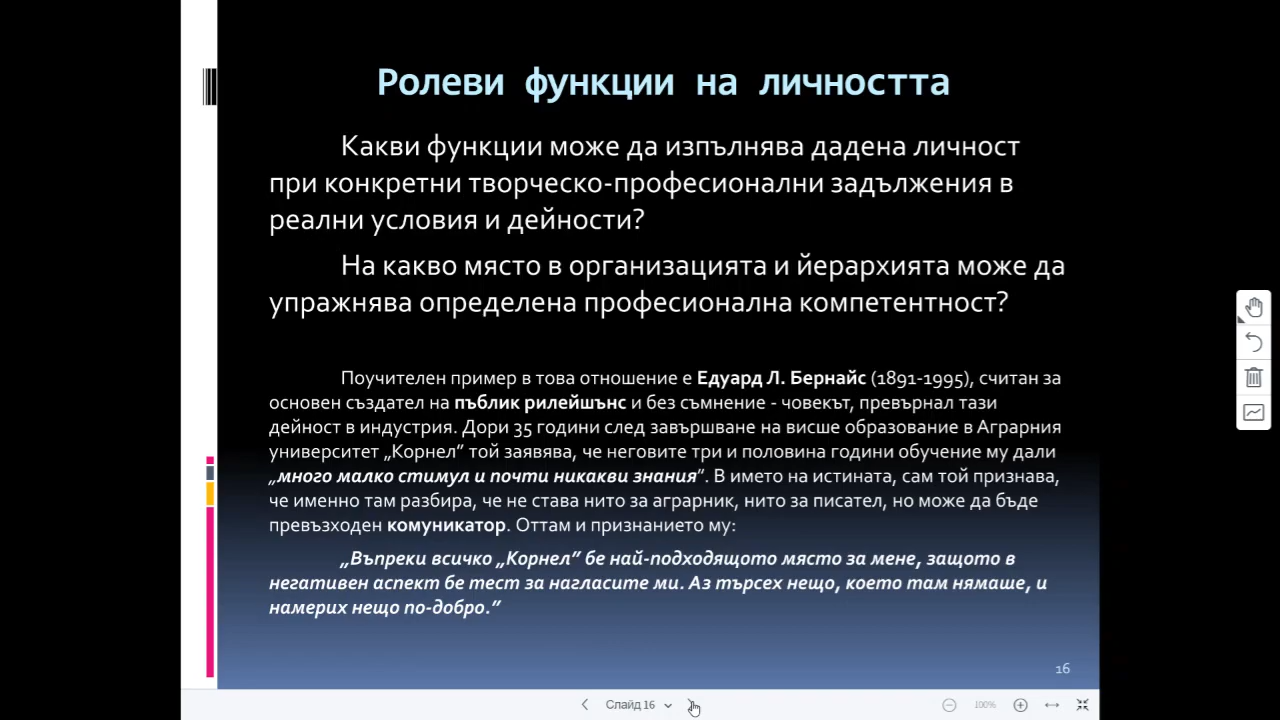 Ролеви функции на личността
Какви функции може да изпълнява дадена личност
при конкретни творческо-професионални задължения в
реални условия и дейности?
На какво място в организацията и йерархията може да
упражнява определена професионална компетентност?
Поучителен пример в това отношение е Едуард Л. Бернайс (1891-1995), считан за
основен създател на пъблик рилейшънс и без съмнение - човекът, превърнал тази
дейност в индустрия. Дори 35 години след завършване на висше образование в Аграрния
университет „Корнел“ той заявява, че неговите три и половина години обучение му дали
„много малко стимул и почти никакви знания“. В името на истината, сам той признава,
че именно там разбира, че не става нито за аграрник, нито за писател, но може да бъде
превъзходен комуникатор. Оттам и признанието му:
„Въпреки всичко „Корнел“ бе най-подходящото място за мене, защото в
негативен аспект бе тест за нагласите ми. Аз търсех нещо, което там нямаше, и
намерих нещо по-добро.“
16
Слайд 16
100%